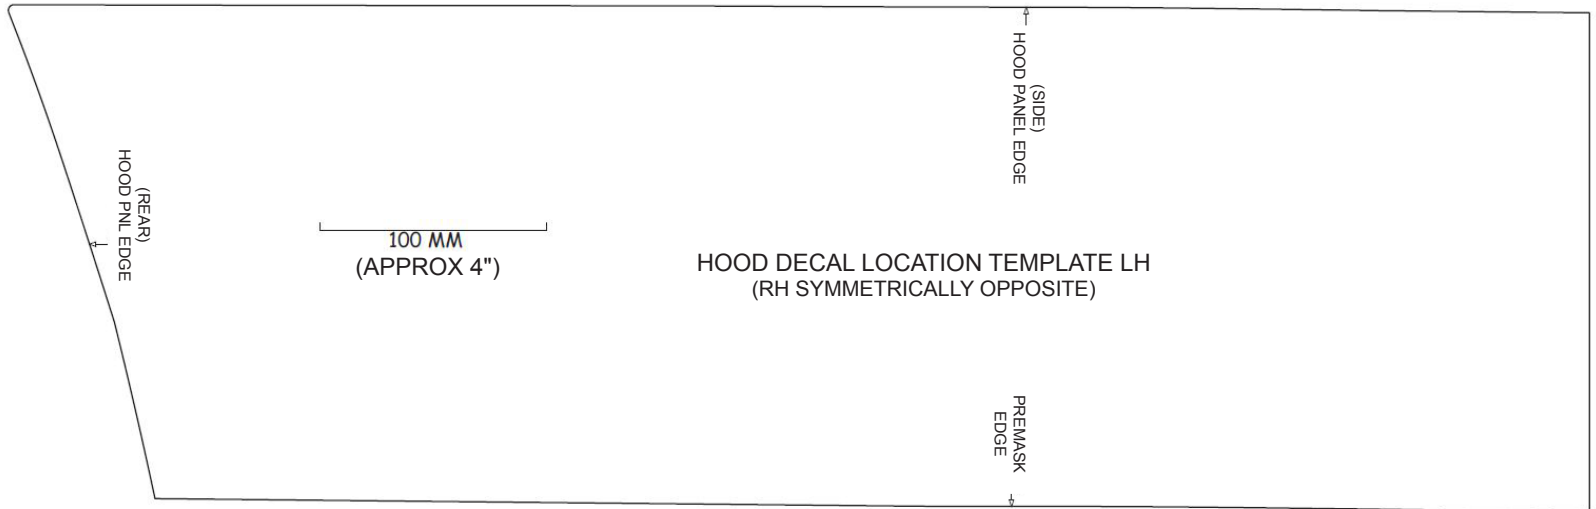 (SIDE)
HOOD PANEL EDGE
(REAR)
HOOD PNL EDGE
100 MM
(APPROX 4")
HOOD DECAL LOCATION TEMPLATE LH
(RH SYMMETRICALLY OPPOSITE)
PREMASK
EDGE